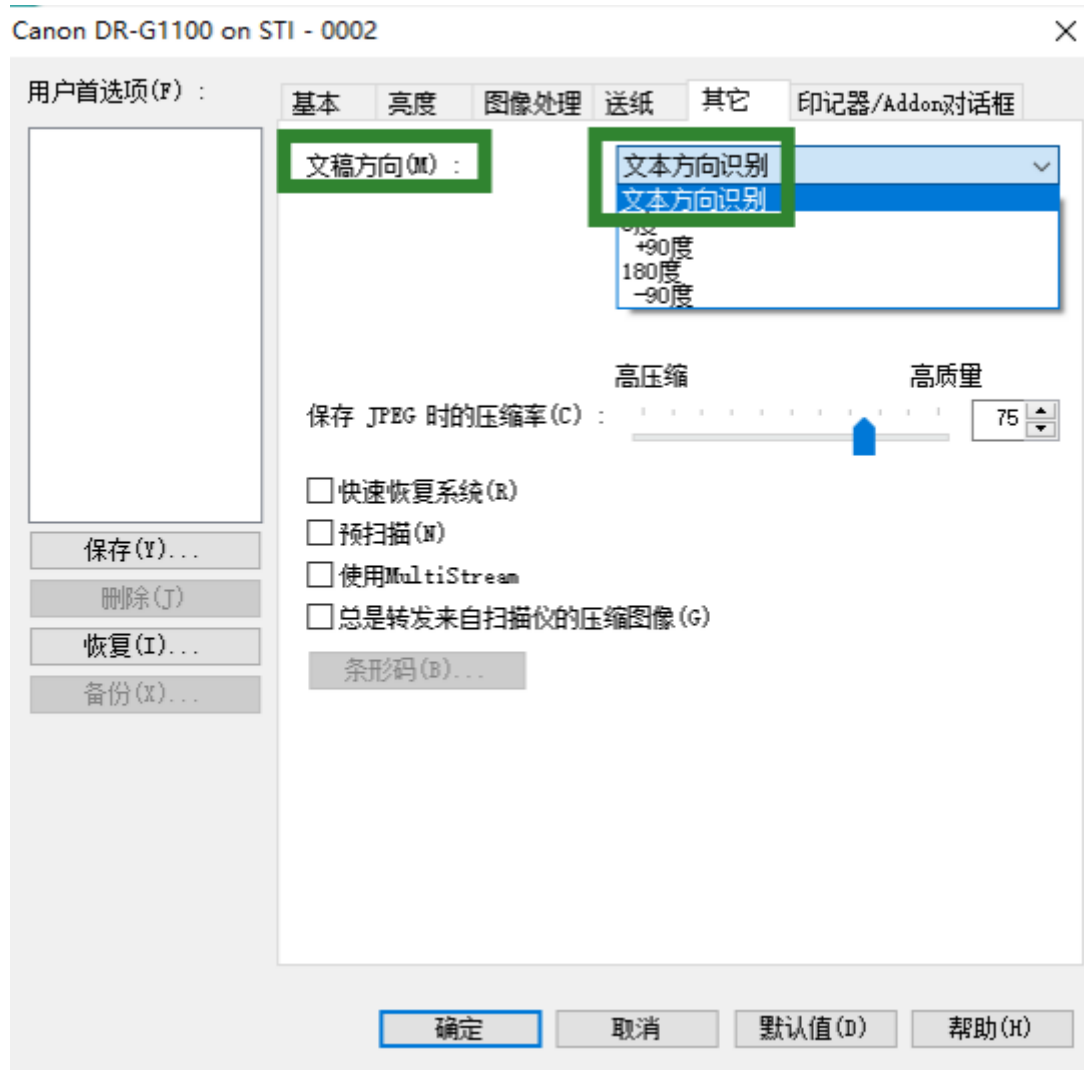 Canon DR-G1100 on STI - 0002
用户首选项(F) :
基本 亮度 图像处理 送纸 其它 印记器/Addon对话框
文稿方向(M) :
文本方向识别
文本方向识别
+90度
180度
-90度
高压缩 高质量
保存 JPEG 时的压缩率(C) : 75
快速恢复系统(R)
预扫描(N)
使用MultiStream
总是转发来自扫描仪的压缩图像(G)
条形码(B)...
保存(Y)...
删除(J)
恢复(I)...
备份(X)...
确定 取消 默认值(D) 帮助(H)